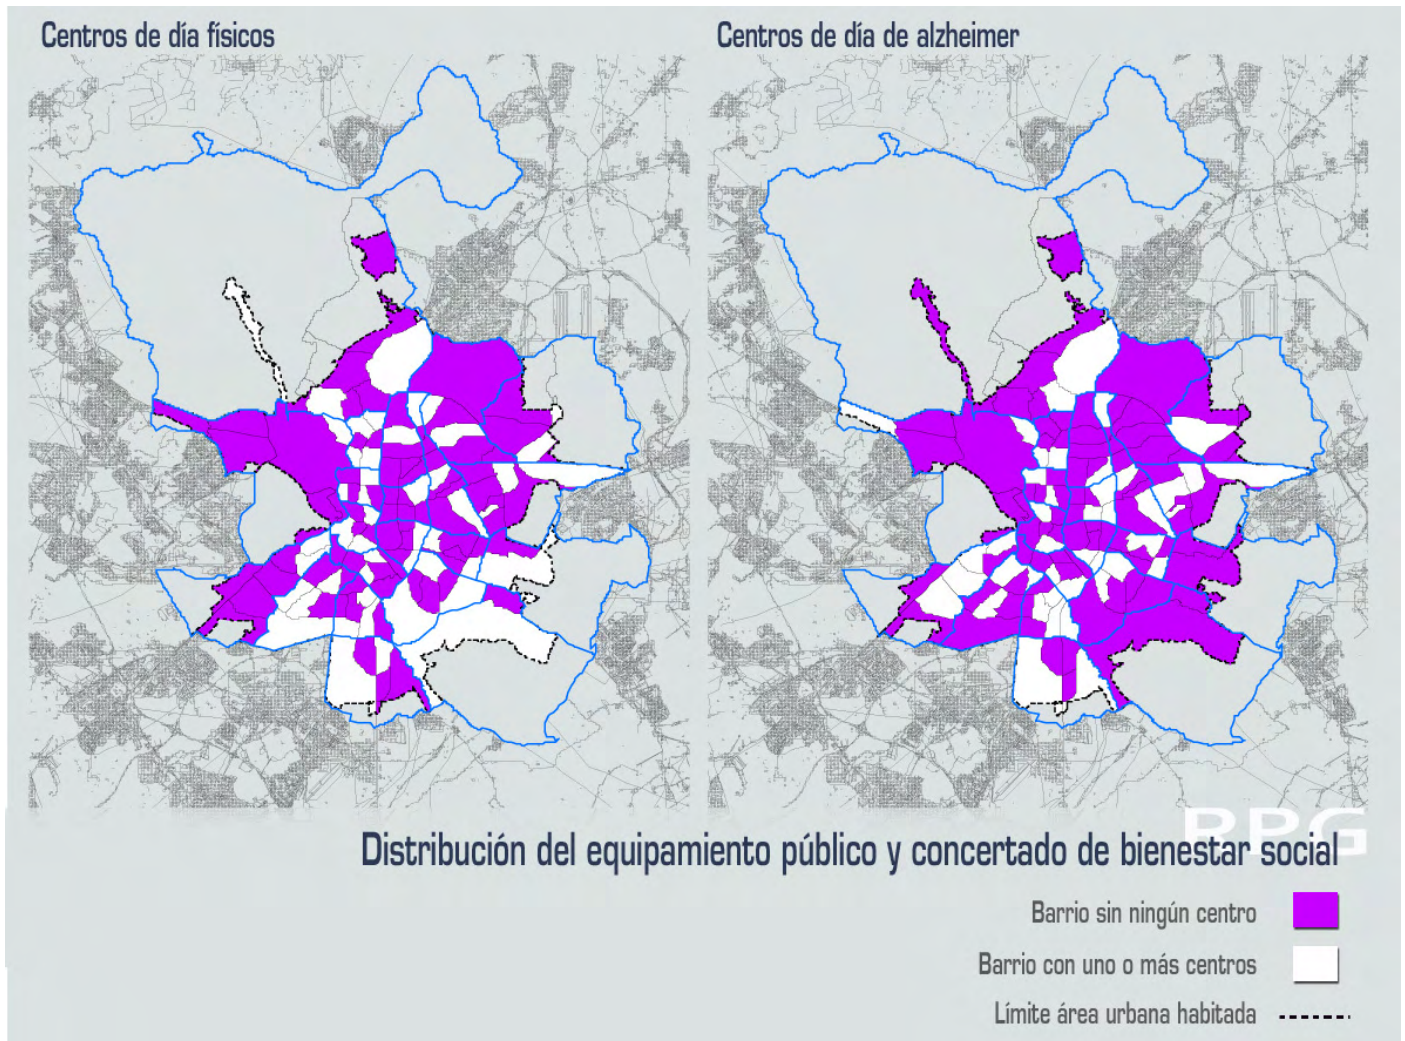 Centros de día físicos
Centros de día de alzheimer
RPG
Distribución del equipamiento público y concertado de bienestar social
Barrio sin ningún centro
Barrio con uno o más centros
Límite área urbana habitada